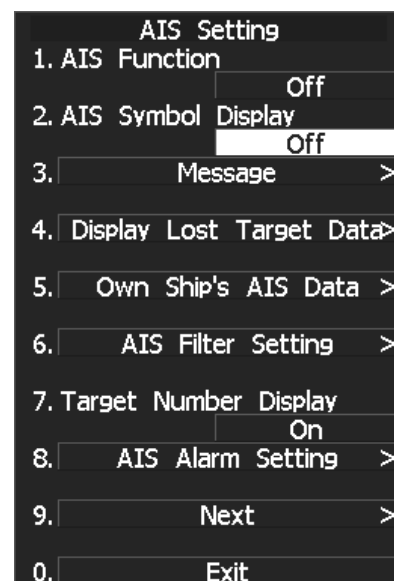 AIS Setting
1. AIS Function
Off
2. AIS Symbol Display
Off
3. Message >
4. Display Lost Target Data>
5. Own Ship's AIS Data >
6. AIS Filter Setting >
7. Target Number Display
On
8. AIS Alarm Setting >
9. Next >
0. Exit